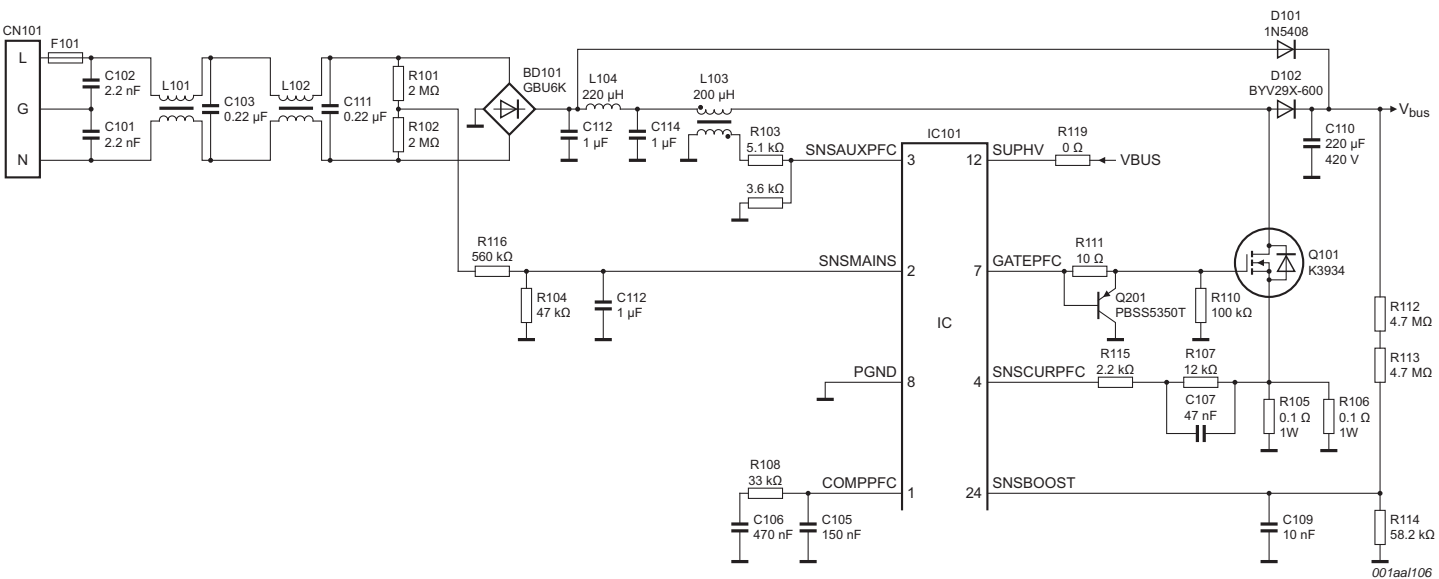 CN101
L
G
N
F101
C102
2.2 nF
C101
2.2 nF
L101
C103
0.22 μF
L102
C111
0.22 μF
R101
2 MΩ
R102
2 MΩ
BD101
GBU6K
L104
220 μH
C112
1 μF
C114
1 μF
L103
200 μH
R103
5.1 kΩ
3.6 kΩ
D101
1N5408
D102
BYV29X-600
Vbus
C110
220 μF
420 V
IC101
IC
SNSAUXPFC
3
12
SUPHV
R119
0 Ω
VBUS
R116
560 kΩ
R104
47 kΩ
C112
1 μF
SNSMAINS
2
7
GATEPFC
R111
10 Ω
Q201
PBSS5350T
R110
100 kΩ
Q101
K3934
R112
4.7 MΩ
R113
4.7 MΩ
PGND
8
4
SNSCURPFC
R115
2.2 kΩ
R107
12 kΩ
C107
47 nF
R105
0.1 Ω
1W
R106
0.1 Ω
1W
R108
33 kΩ
COMPPFC
1
24
SNSBOOST
C106
470 nF
C105
150 nF
C109
10 nF
R114
58.2 kΩ
001aal106